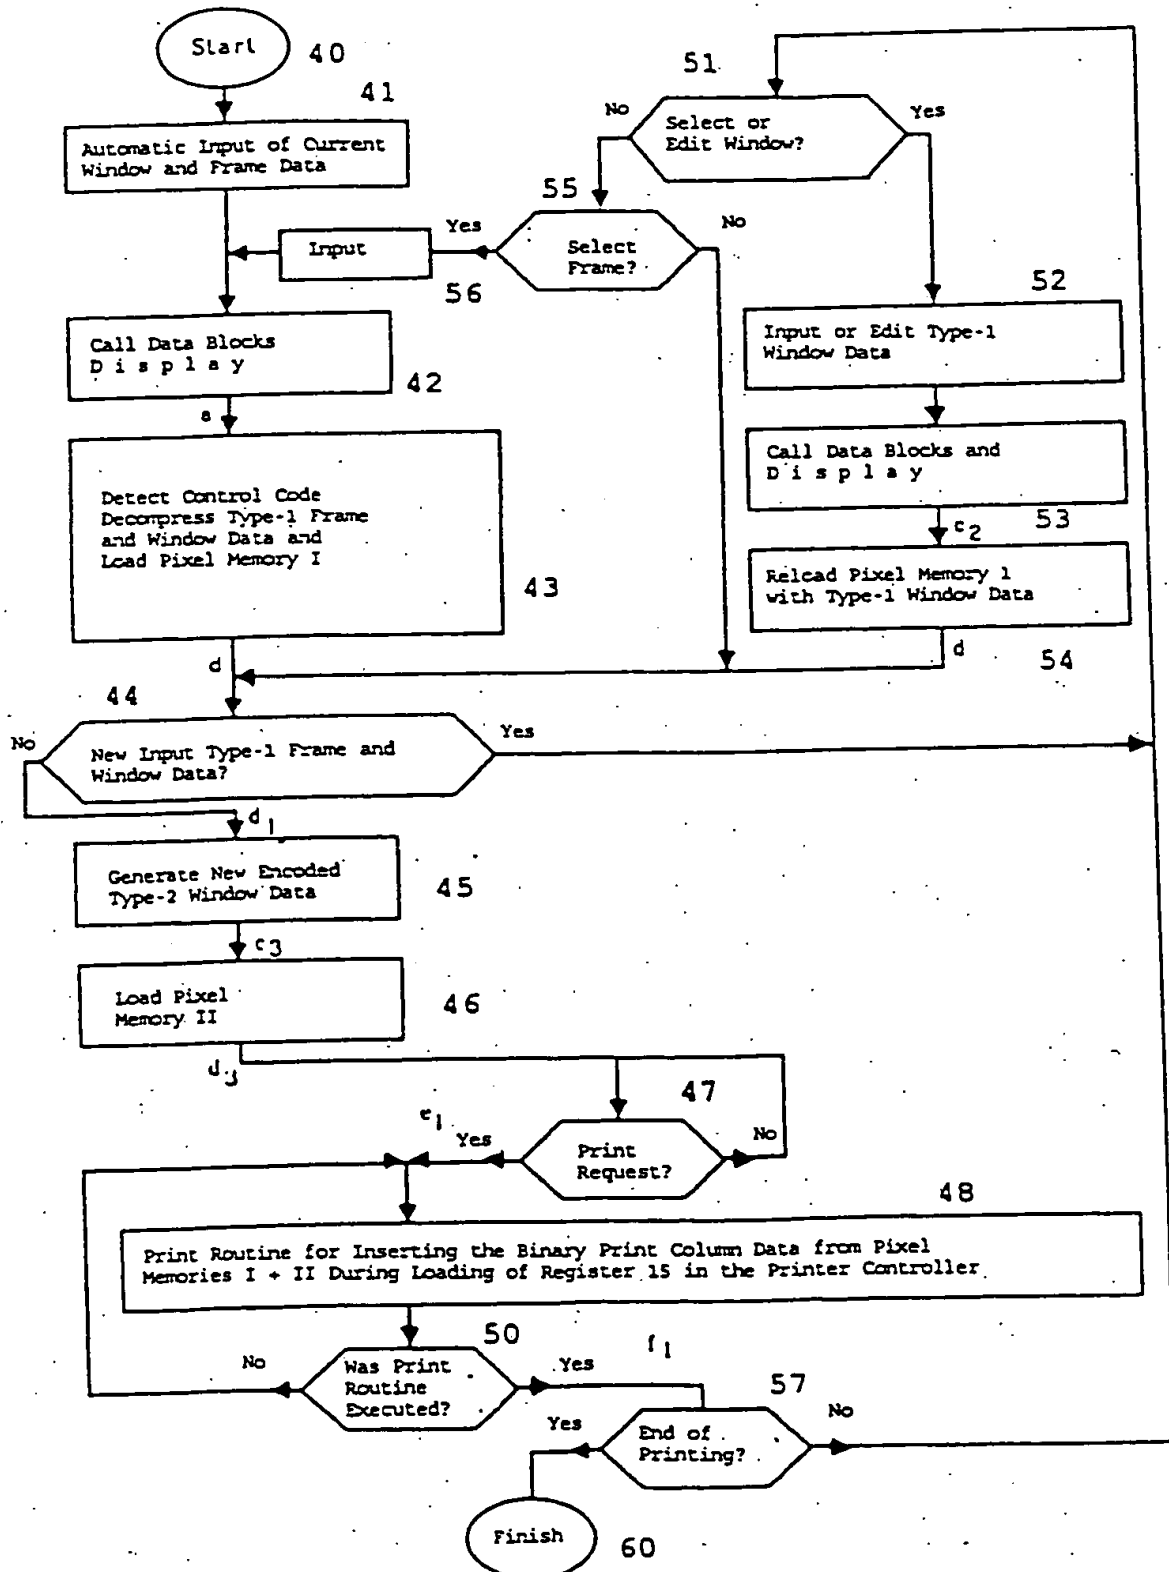 Start
40
41
Automatic Input of Current
Window and Frame Data
51
No
Select or
Edit Window?
Yes
55
Yes
Select
Frame?
No
Input
56
52
Input or Edit Type-1
Window Data
Call Data Blocks
D i s p l a y
42
a
Call Data Blocks and
D i s p l a y
c2
53
Detect Control Code
Decompress Type-1 Frame
and Window Data and
Load Pixel Memory I
43
Reload Pixel Memory 1
with Type-1 Window Data
d
54
d
44
No
New Input Type-1 Frame and
Window Data?
Yes
d1
Generate New Encoded
Type-2 Window Data
45
c3
Load Pixel
Memory II
46
d3
47
e1
Yes
Print
Request?
No
48
Print Routine for Inserting the Binary Print Column Data from Pixel
Memories I + II During Loading of Register 15 in the Printer Controller
50
No
Was Print
Routine
Executed?
Yes
f1
57
Yes
End of
Printing?
No
Finish
60